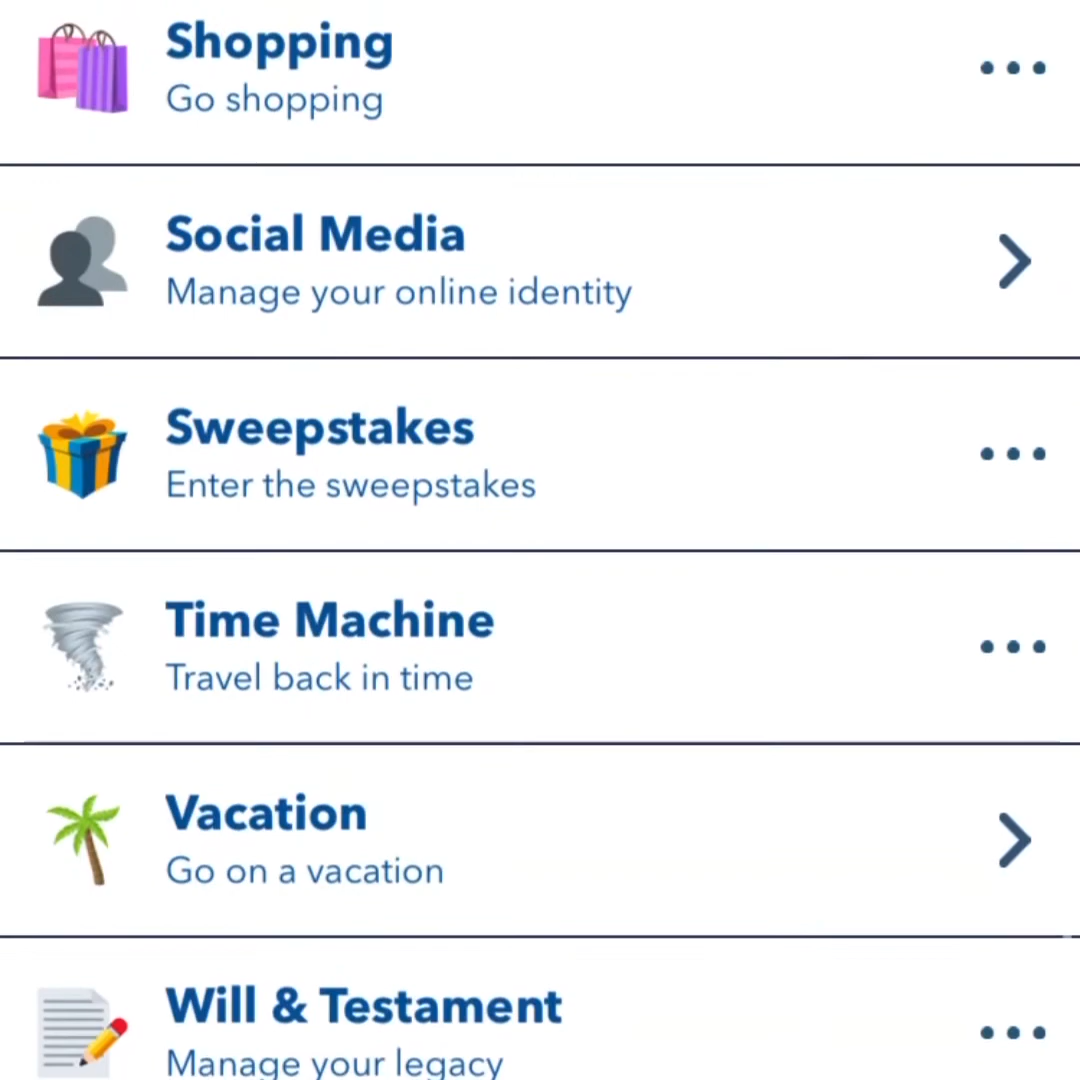 Shopping
Go shopping
Social Media
Manage your online identity
Sweepstakes
Enter the sweepstakes
Time Machine
Travel back in time
Vacation
Go on a vacation
Will & Testament
Manage your legacy